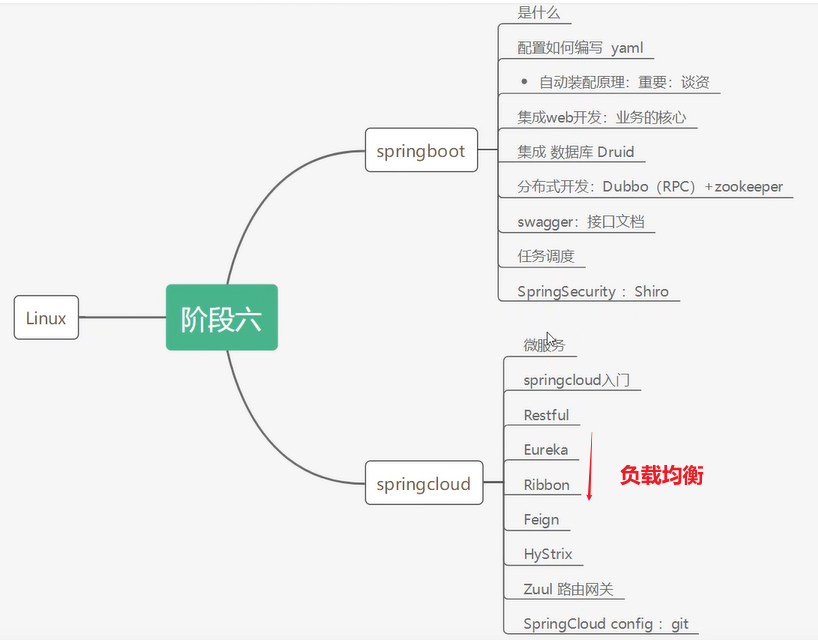 是什么
配置如何编写 yaml
自动装配原理：重要：谈资
集成web开发：业务的核心
集成 数据库 Druid
分布式开发：Dubbo（RPC）+zookeeper
swagger：接口文档
任务调度
SpringSecurity ：Shiro
springboot
Linux
阶段六
springcloud
微服务
springcloud入门
Restful
Eureka
Ribbon
负载均衡
Feign
HyStrix
Zuul 路由网关
SpringCloud config ：git